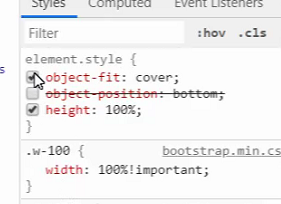 Styles Computed Event Listeners
Filter :hov .cls
element.style {
object-fit: cover;
object-position: bottom;
height: 100%;
}
.w-100 { bootstrap.min.cs
width: 100%!important;
}
s